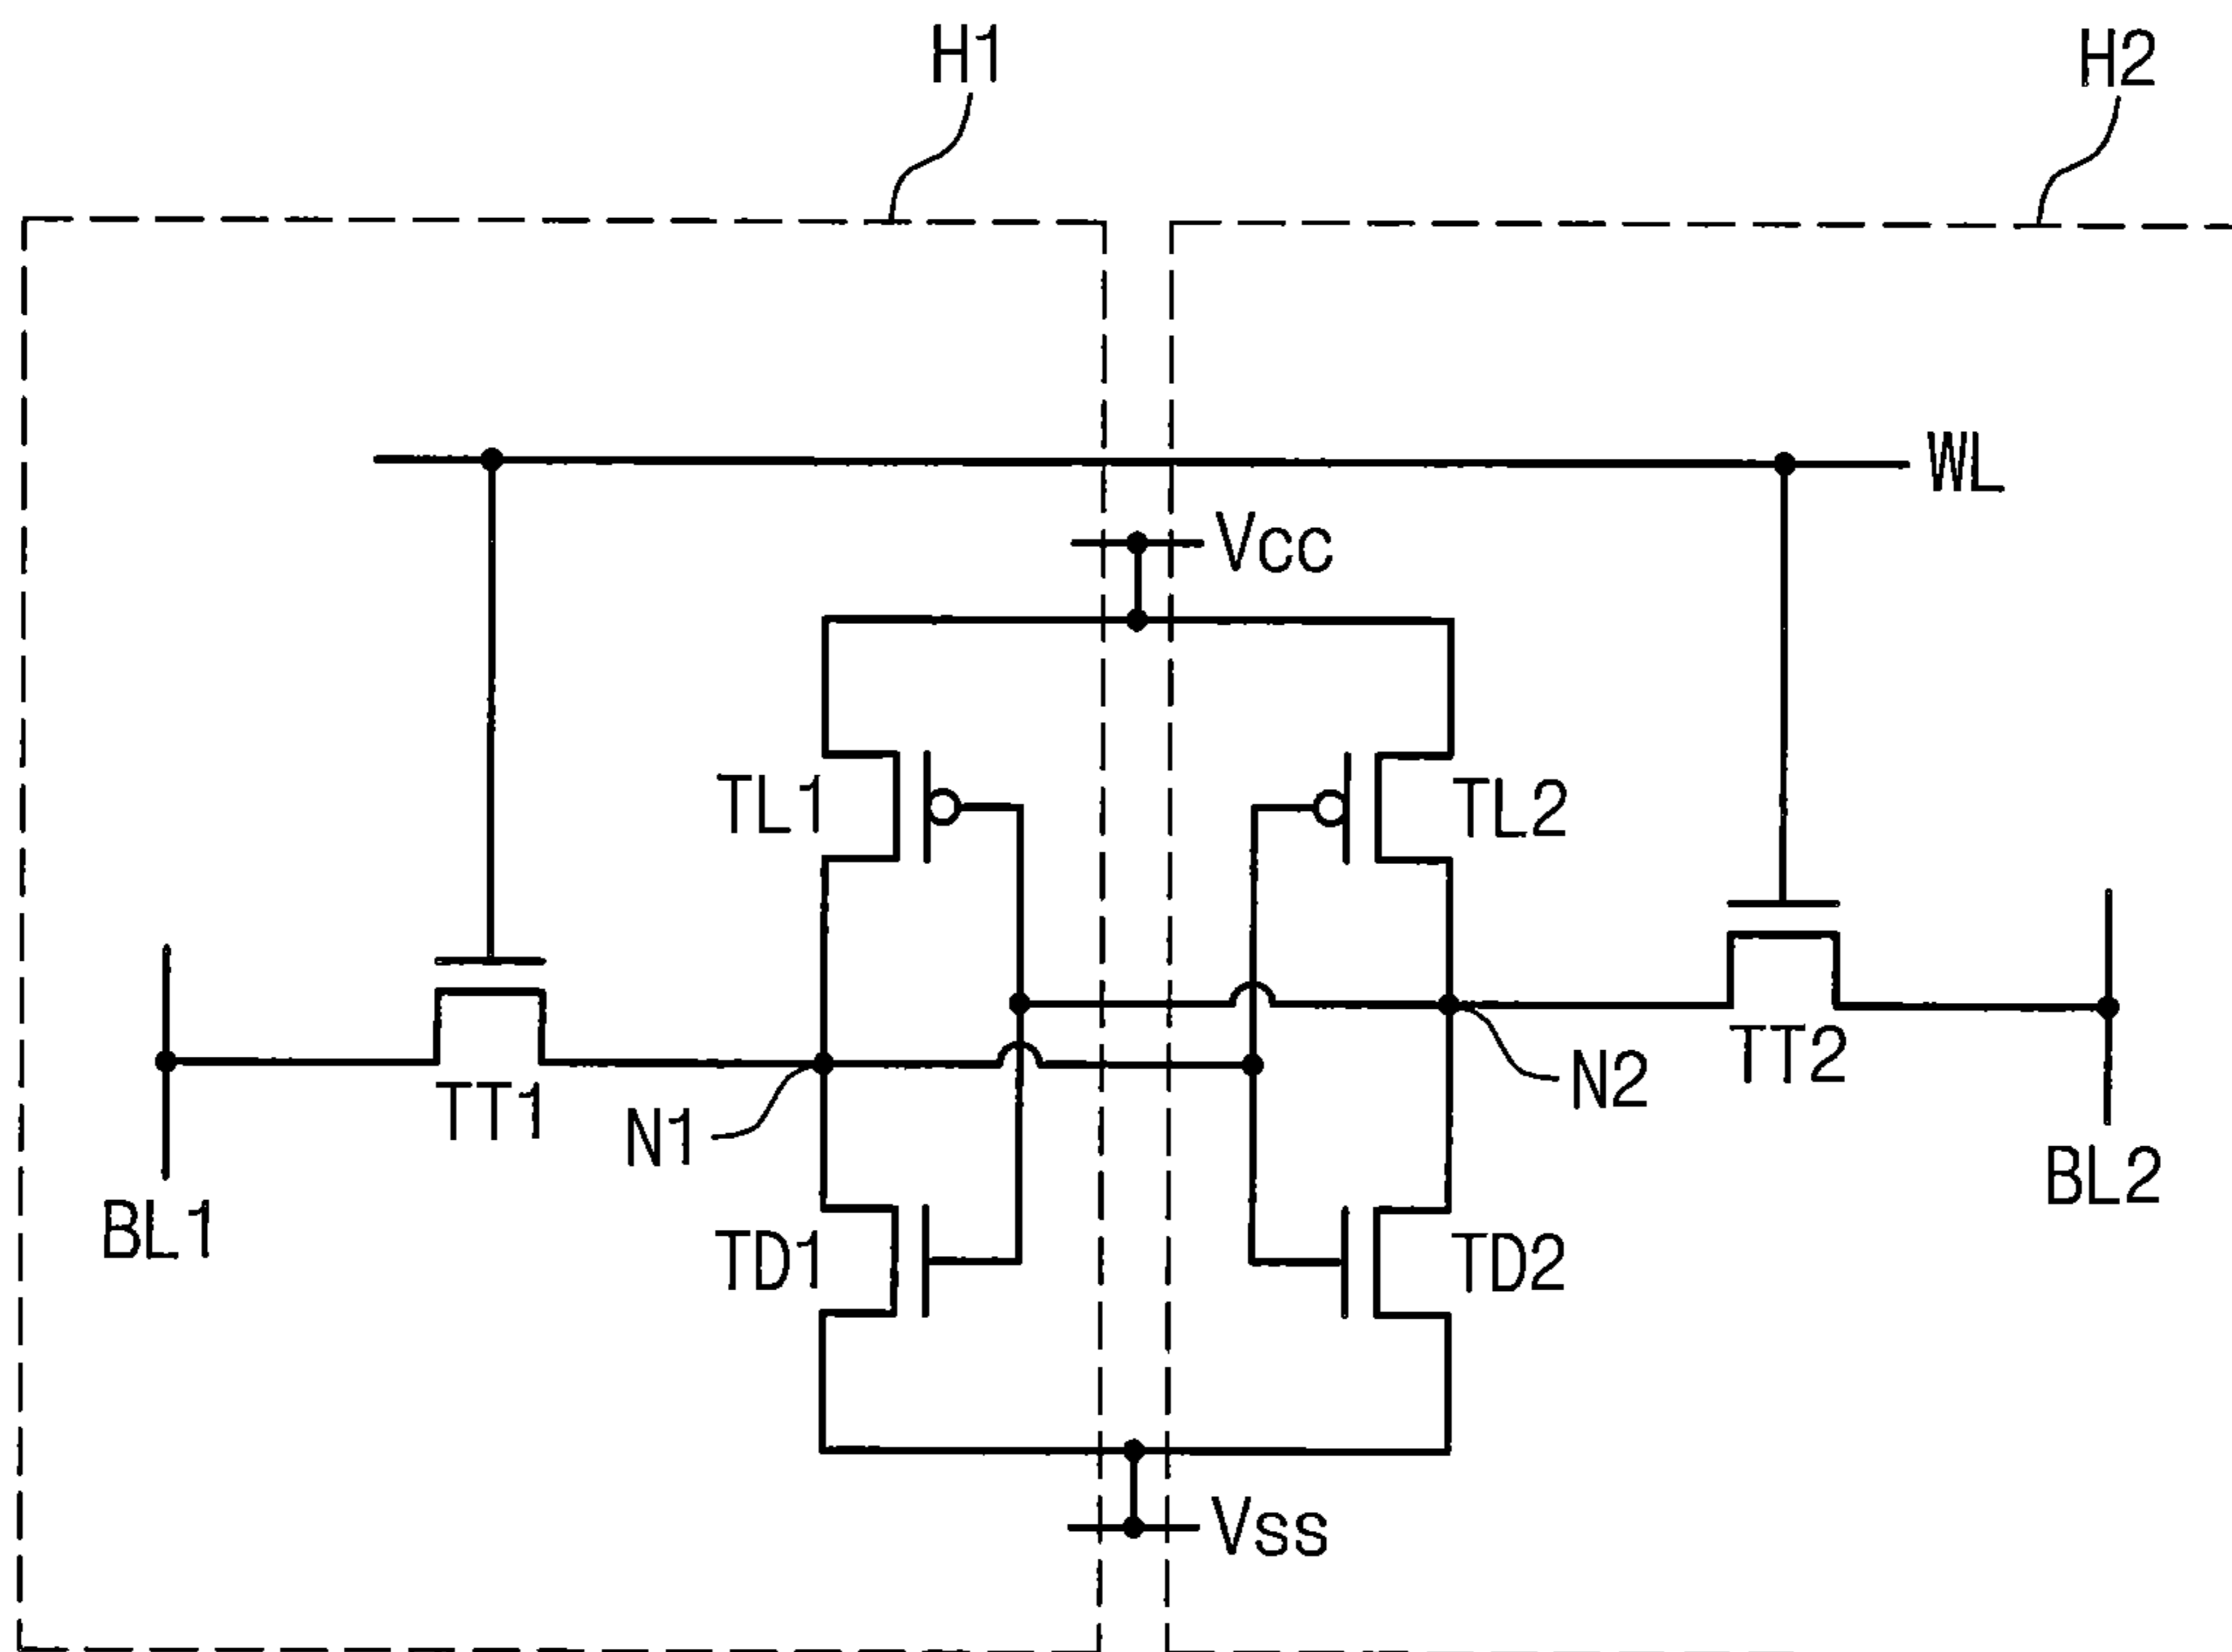 H1
H2
WL
Vcc
TL1
TL2
TT1
N1
N2
TT2
BL1
BL2
TD1
TD2
Vss